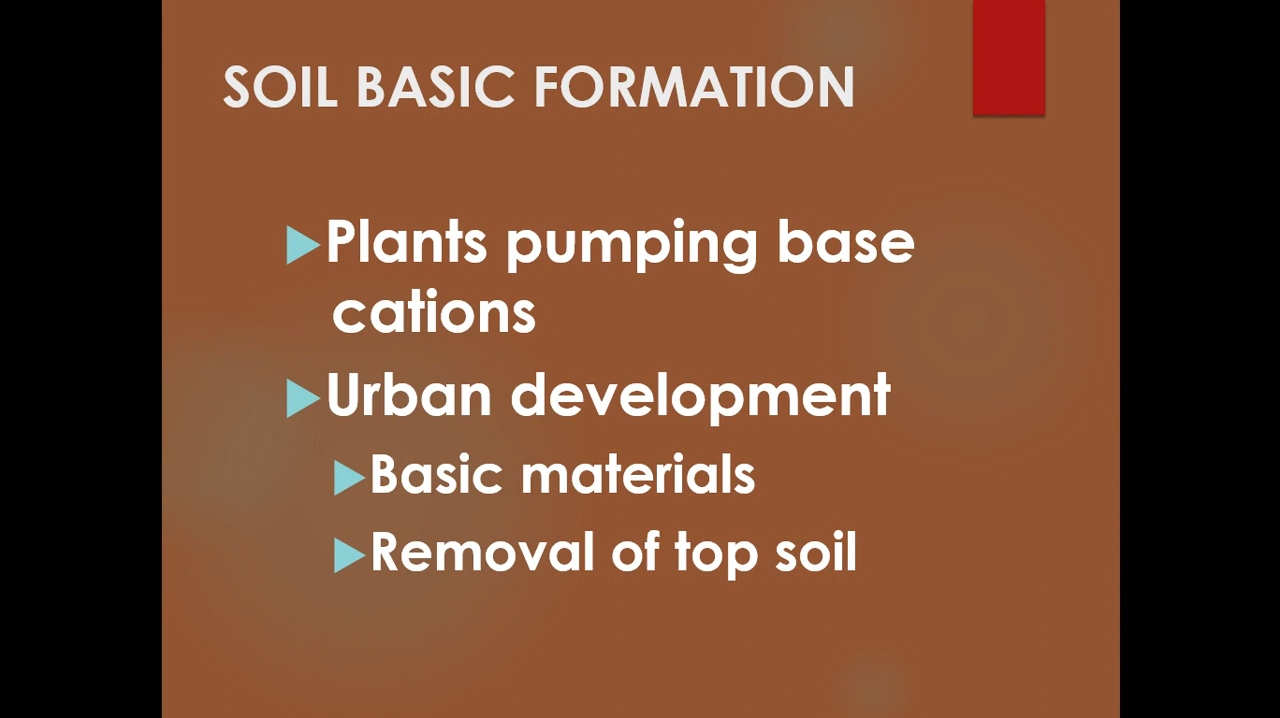 SOIL BASIC FORMATION
Plants pumping base
cations
Urban development
Basic materials
Removal of top soil